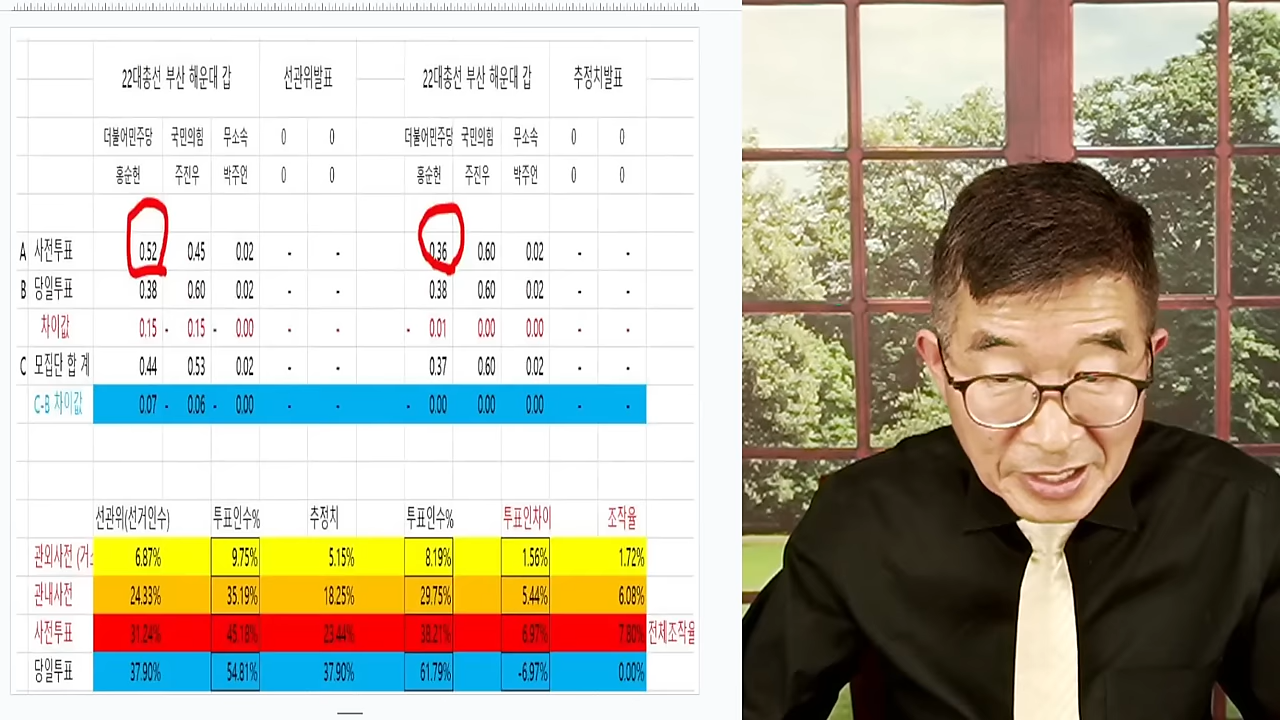 22대총선 부산 해운대 갑 선관위발표 22대총선 부산 해운대 갑 추정치발표
더불어민주당 국민의힘 무소속 0 0 더불어민주당 국민의힘 무소속 0 0
홍순헌 주진우 박주언 0 0 홍순헌 주진우 박주언 0 0
A 사전투표 0.52 0.45 0.02 - - 0.36 0.60 0.02 - -
B 당일투표 0.38 0.60 0.02 - - 0.38 0.60 0.02 - -
차이값 0.15 - 0.15 - 0.00 - - - 0.01 0.00 0.00 - -
C 모집단 합 계 0.44 0.53 0.02 - - 0.37 0.60 0.02 - -
C-B 차이값 0.07 - 0.06 - 0.00 - - - 0.00 0.00 0.00 - -
선관위(선거인수) 투표인수% 추정치 투표인수% 투표인차이 조작율
관외사전 (거소 6.87% 9.75% 5.15% 8.19% 1.56% 1.72%
관내사전 24.33% 35.19% 18.25% 29.75% 5.44% 6.08%
사전투표 31.24% 45.18% 23.44% 38.21% 6.97% 7.80% 전체조작율
당일투표 37.90% 54.81% 37.90% 61.79% -6.97% 0.00%